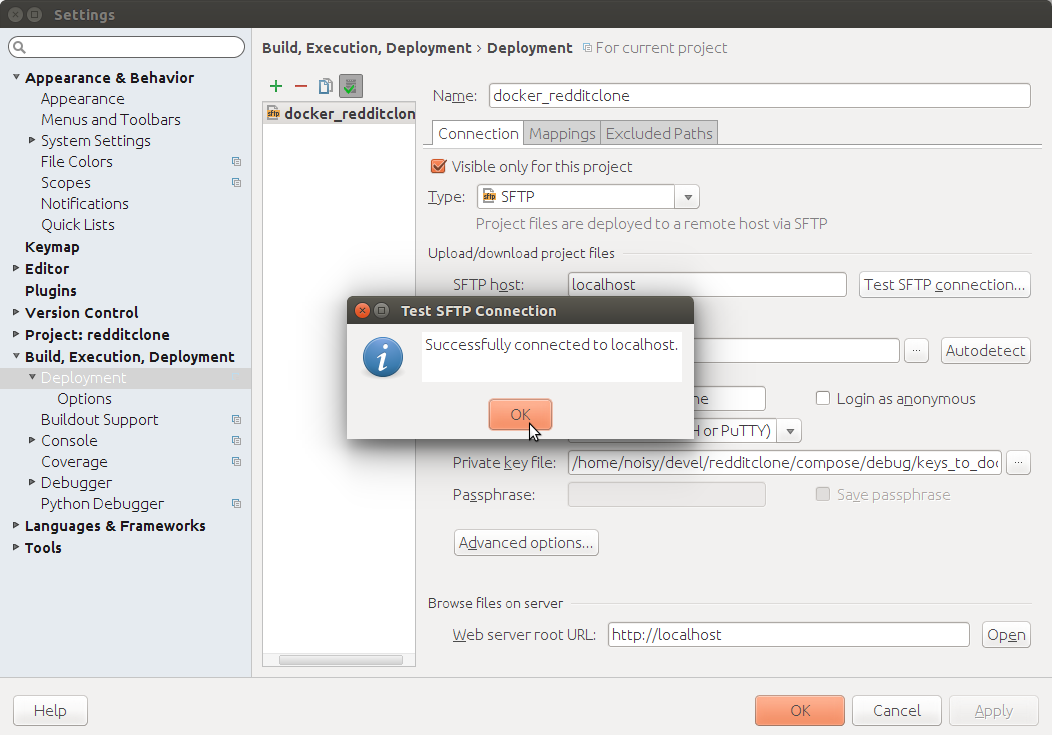 Settings
Build, Execution, Deployment › Deployment For current project
Appearance & Behavior
Appearance
Menus and Toolbars
System Settings
File Colors
Scopes
Notifications
Quick Lists
Keymap
Editor
Plugins
Version Control
Project: redditclone
Build, Execution, Deployment
Deployment
Options
Buildout Support
Console
Coverage
Debugger
Python Debugger
Languages & Frameworks
Tools
docker_redditclon
Name: docker_redditclone
Connection Mappings Excluded Paths
Visible only for this project
Type: SFTP
Project files are deployed to a remote host via SFTP
Upload/download project files
SFTP host: localhost Test SFTP connection...
Test SFTP Connection
Successfully connected to localhost.
OK
... Autodetect
ne Login as anonymous
H or PuTTY)
Private key file: /home/noisy/devel/redditclone/compose/debug/keys_to_do ...
Passphrase: Save passphrase
Advanced options...
Browse files on server
Web server root URL: http://localhost Open
Help OK Cancel Apply